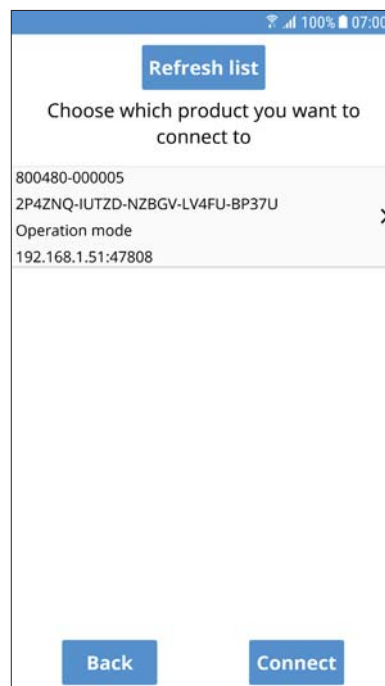 100% 07:00
Refresh list
Choose which product you want to
connect to
800480-000005
2P4ZNQ-IUTZD-NZBGV-LV4FU-BP37U
Operation mode
192.168.1.51:47808
Back
Connect